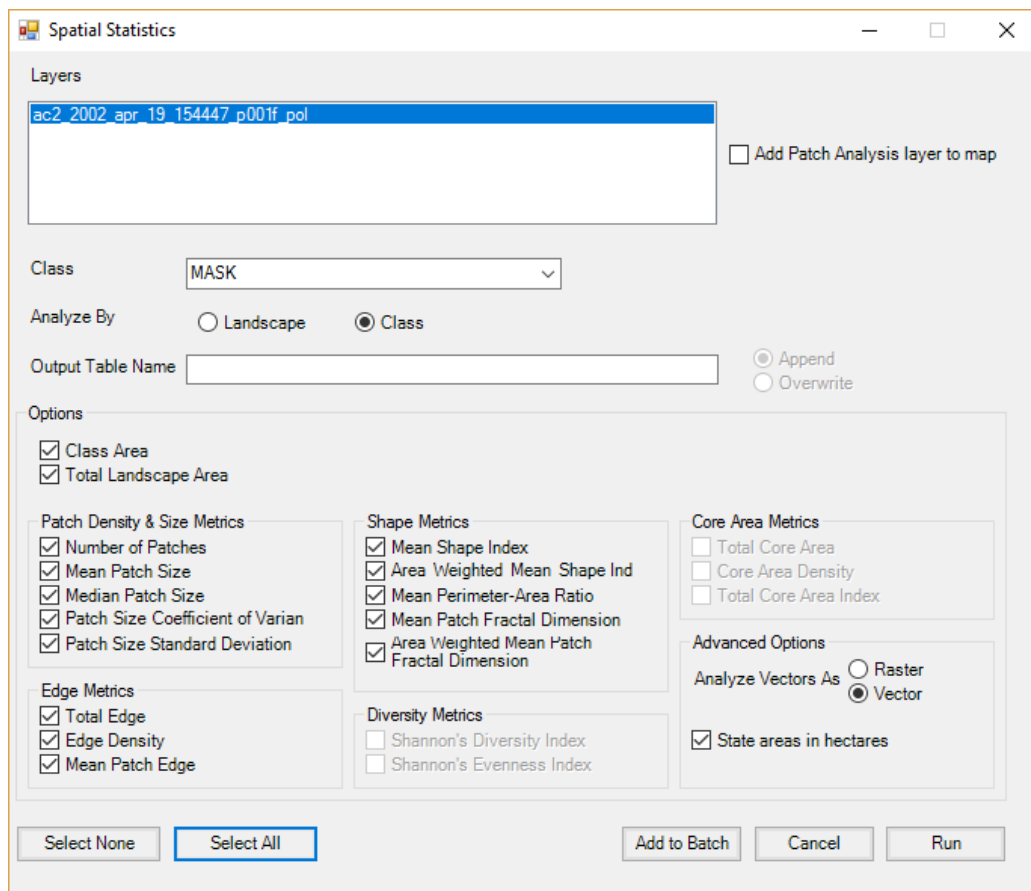 Spatial Statistics
Layers
ac2_2002_apr_19_154447_p001f_pol
Add Patch Analysis layer to map
Class
MASK
Analyze By
Landscape
Class
Output Table Name
Append
Overwrite
Options
Class Area
Total Landscape Area
Patch Density & Size Metrics
Number of Patches
Mean Patch Size
Median Patch Size
Patch Size Coefficient of Varian
Patch Size Standard Deviation
Edge Metrics
Total Edge
Edge Density
Mean Patch Edge
Shape Metrics
Mean Shape Index
Area Weighted Mean Shape Ind
Mean Perimeter-Area Ratio
Mean Patch Fractal Dimension
Area Weighted Mean Patch
Fractal Dimension
Diversity Metrics
Shannon's Diversity Index
Shannon's Evenness Index
Core Area Metrics
Total Core Area
Core Area Density
Total Core Area Index
Advanced Options
Analyze Vectors As
Raster
Vector
State areas in hectares
Select None
Select All
Add to Batch
Cancel
Run